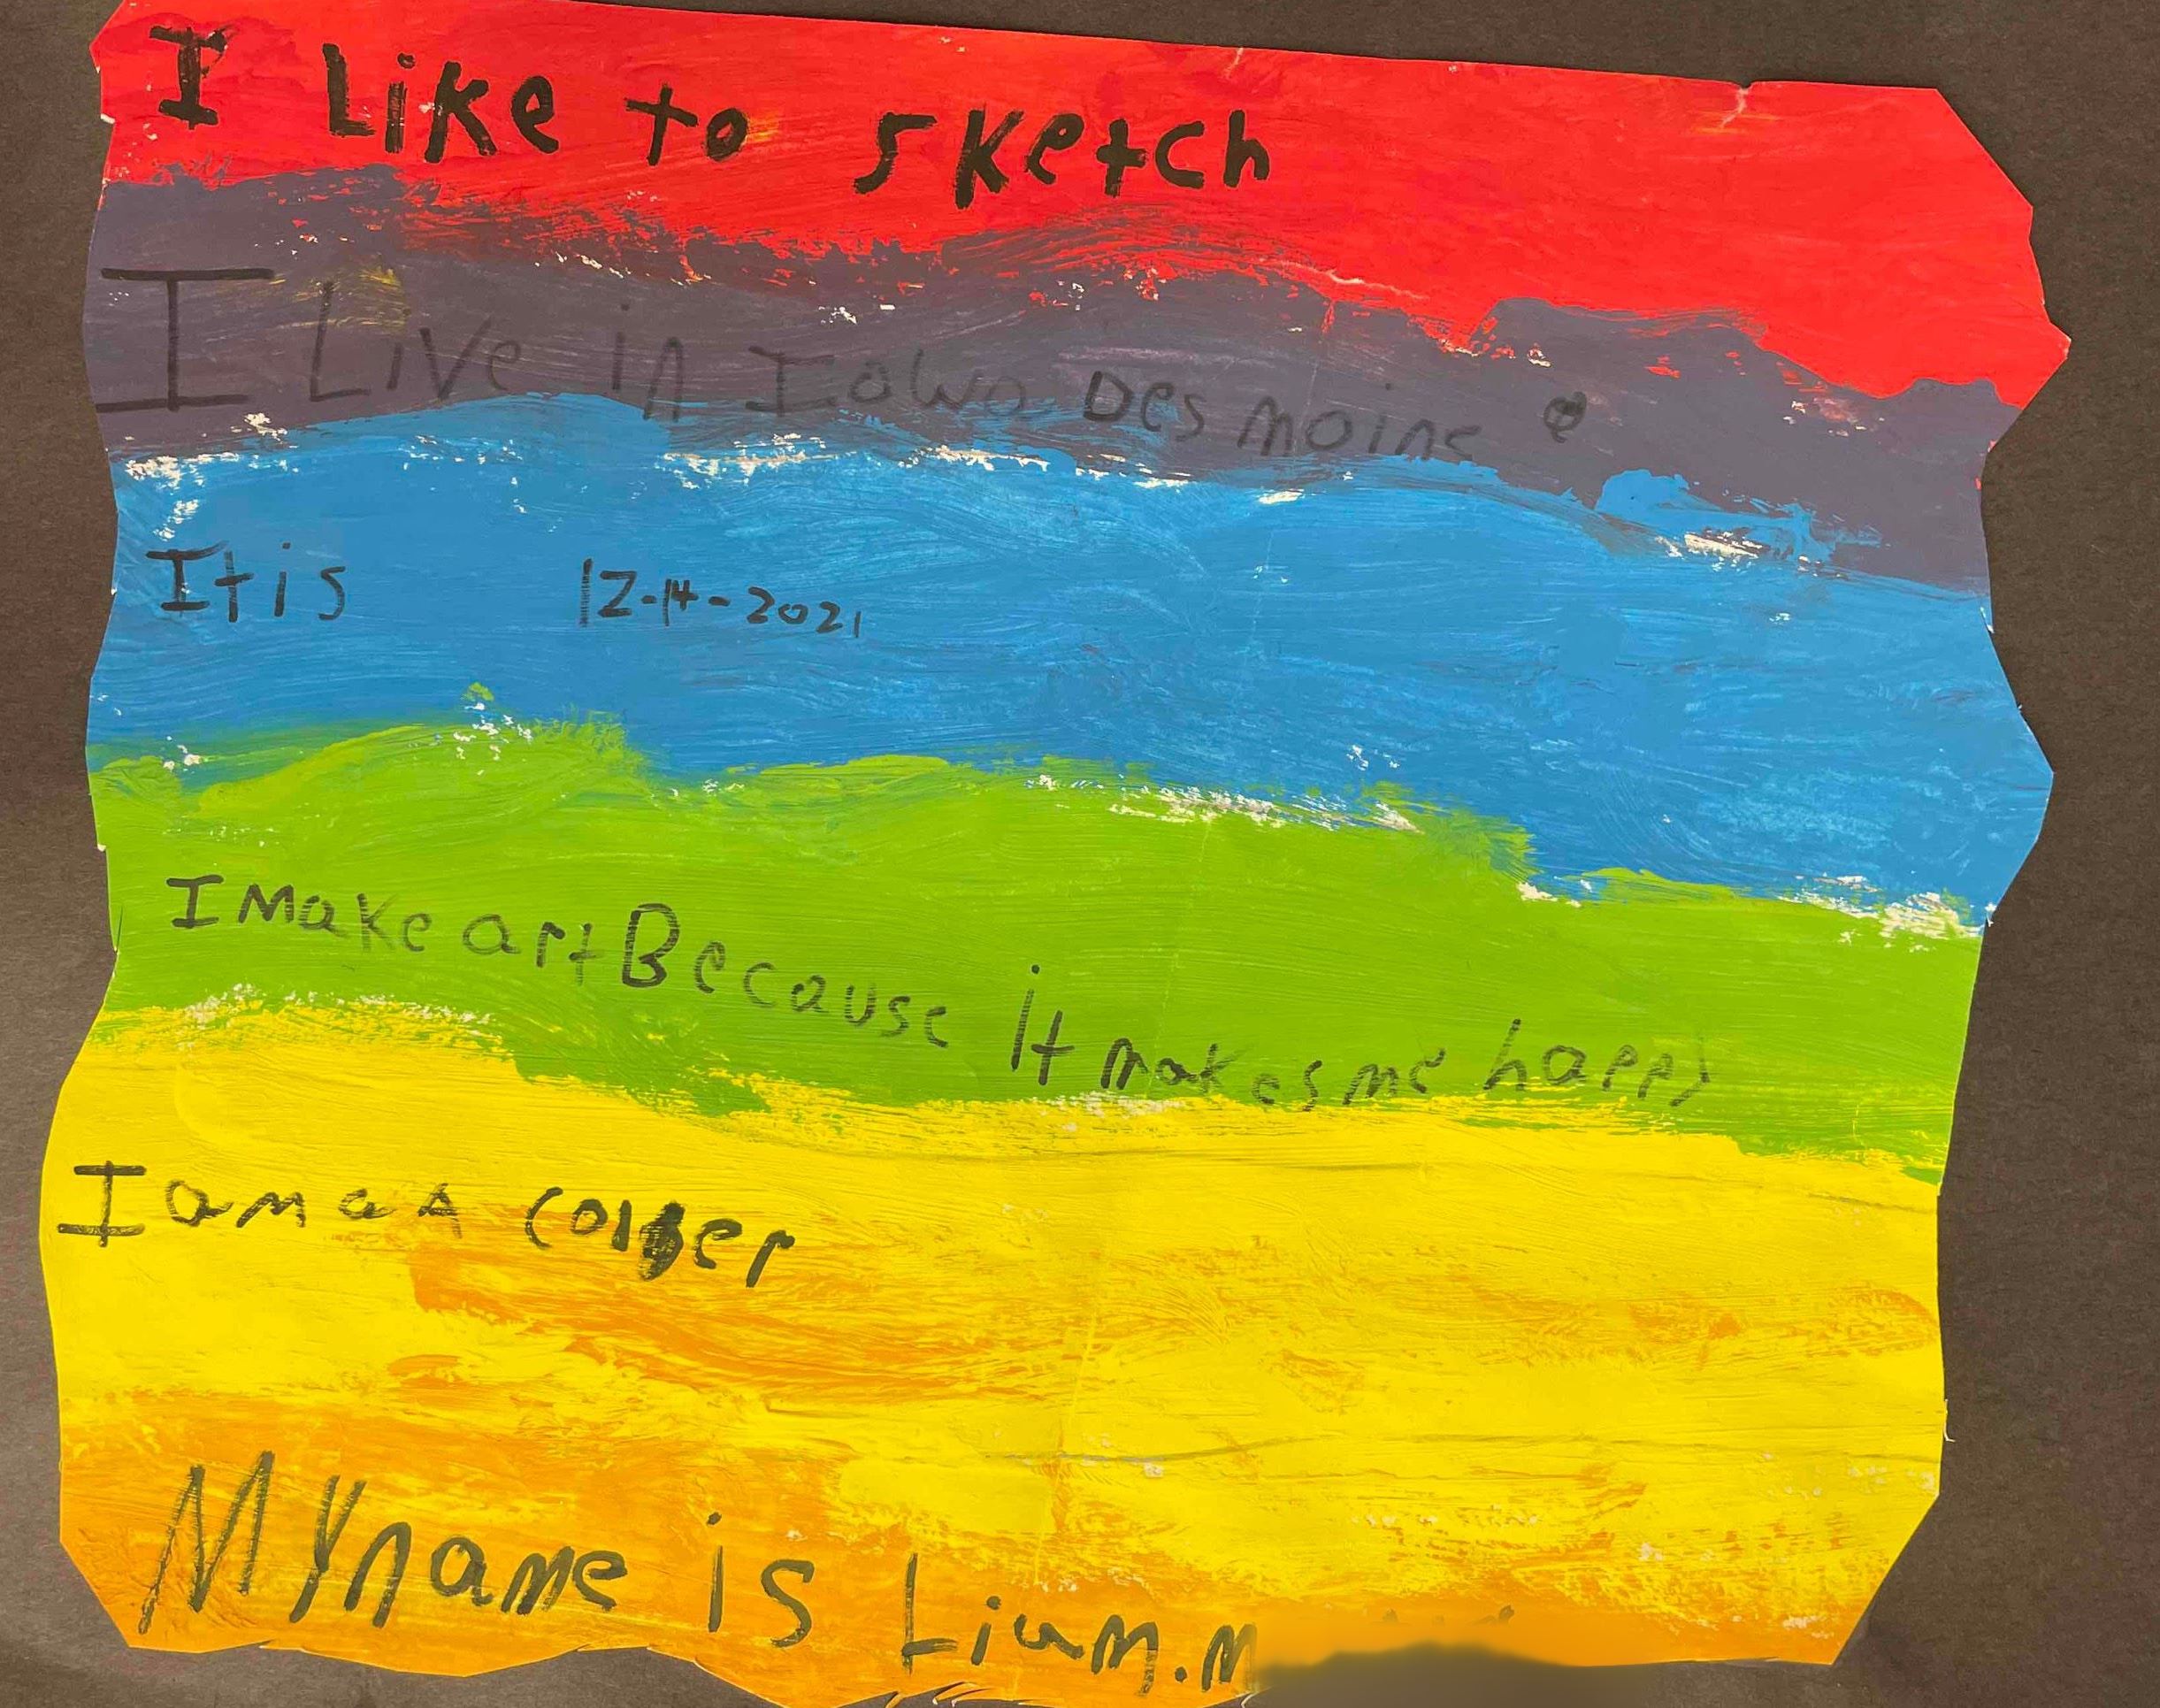 I Like to sketch
I Live in Iowa Des moine
It is 12-14-2021
I Make art Because it makes me happy
I am a
MY name is Liam. M